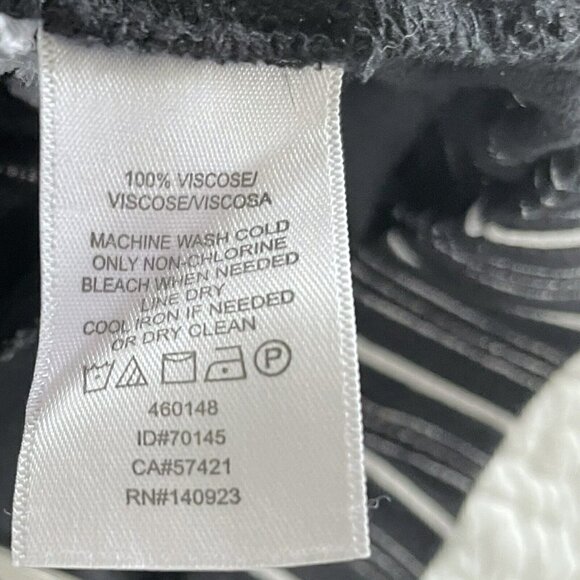 100% VISCOSE/
VISCOSE/VISCOSA
MACHINE WASH COLD
ONLY NON-CHLORINE
BLEACH WHEN NEEDED
LINE DRY
COOL IRON IF NEEDED
OR DRY CLEAN
P
460148
ID#70145
CA#57421
RN#140923